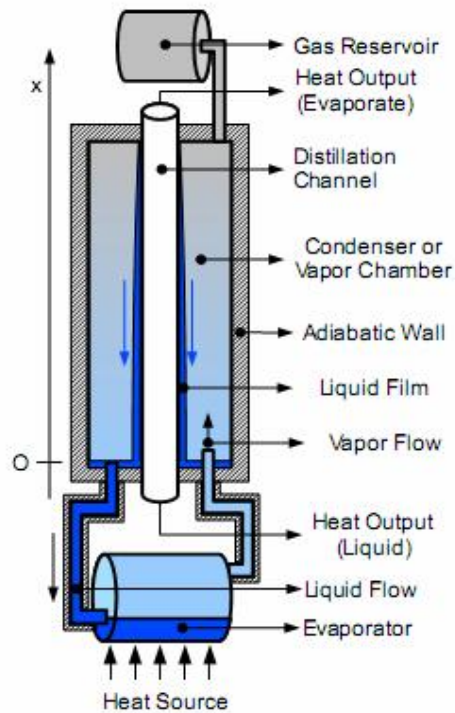 Gas Reservoir
Heat Output
(Evaporate)
x
Distillation
Channel
Condenser or
Vapor Chamber
Adiabatic Wall
Liquid Film
Vapor Flow
O
Heat Output
(Liquid)
Liquid Flow
Evaporator
Heat Source